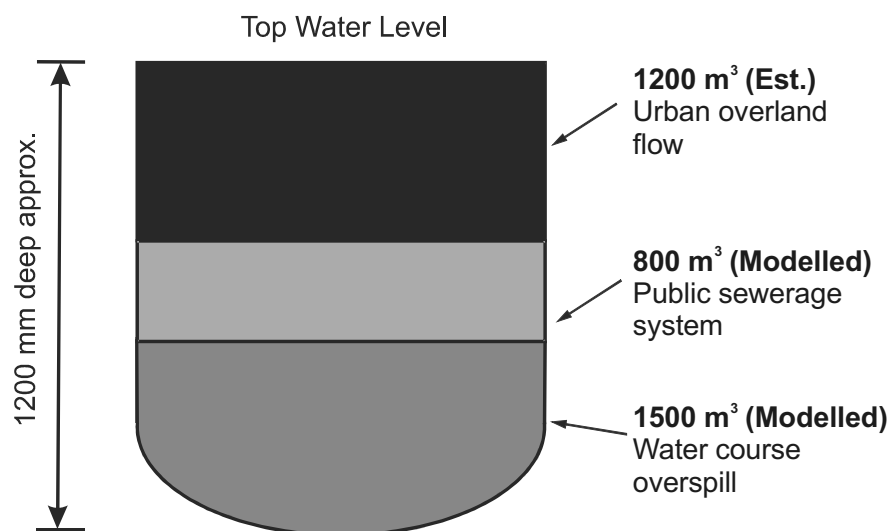 Top Water Level
1200 mm deep approx.
1200 m³ (Est.)
Urban overland
flow
800 m³ (Modelled)
Public sewerage
system
1500 m³ (Modelled)
Water course
overspill